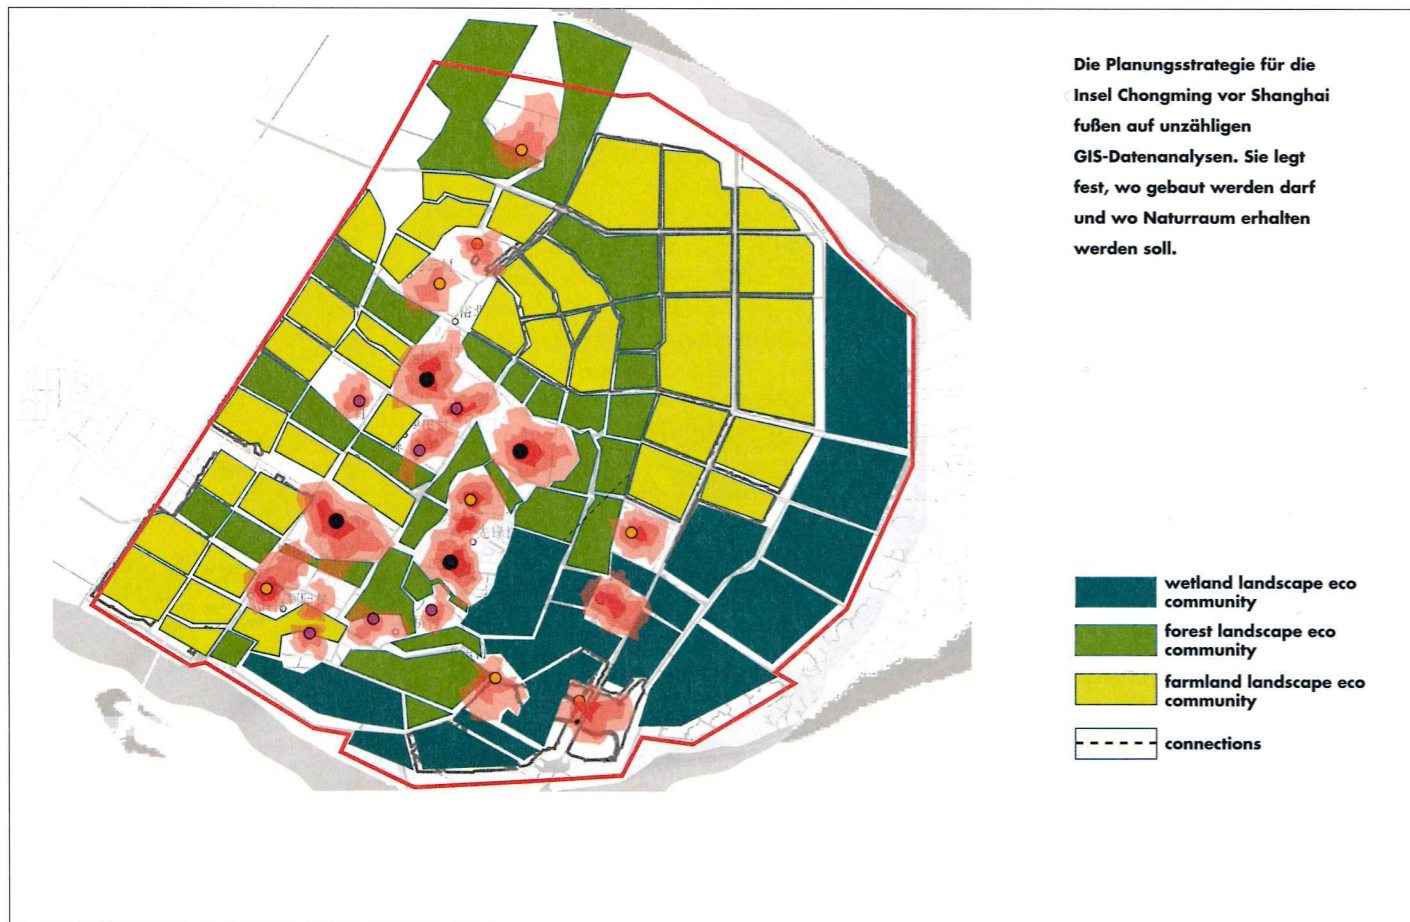 Die Planungsstrategie für die
Insel Chongming vor Shanghai
fußen auf unzähligen
GIS-Datenanalysen. Sie legt
fest, wo gebaut werden darf
und wo Naturraum erhalten
werden soll.
wetland landscape eco
community
forest landscape eco
community
farmland landscape eco
community
connections